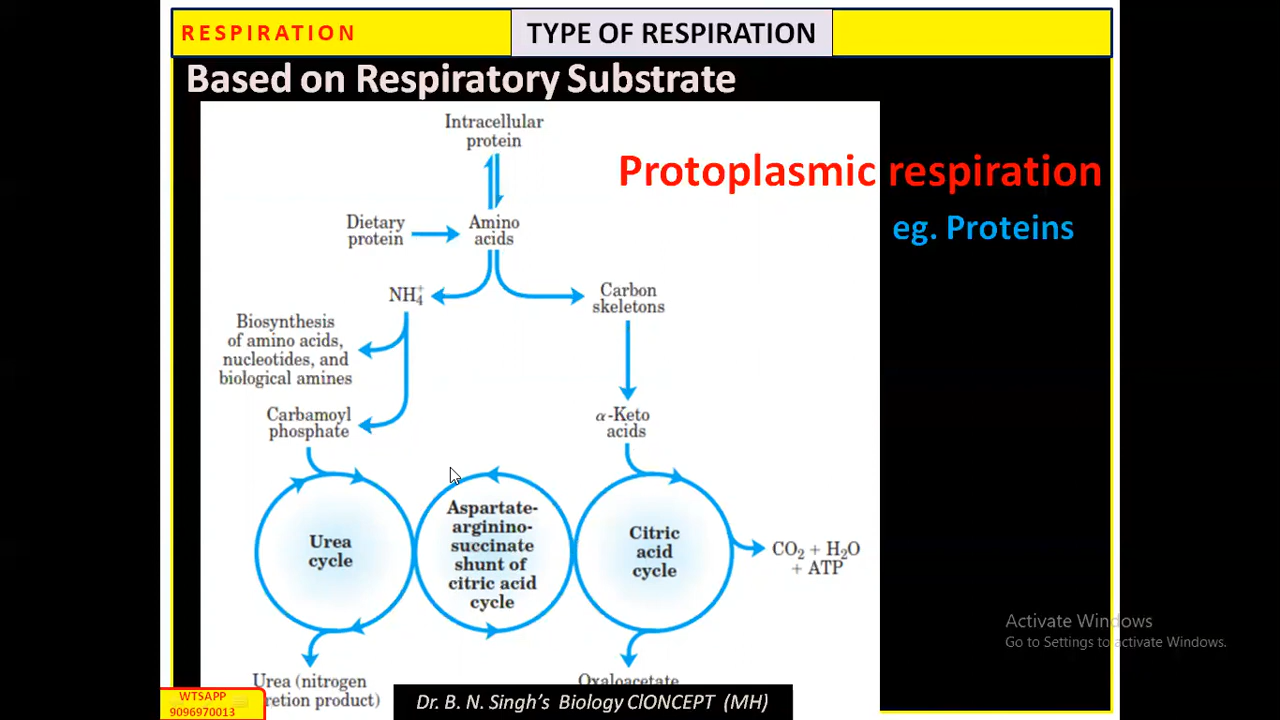 RESPIRATION
TYPE OF RESPIRATION
Based on Respiratory Substrate
Intracellular
protein
Protoplasmic respiration
eg. Proteins
Dietary
protein
Amino
acids
NH₄⁺
Carbon
skeletons
Biosynthesis
of amino acids,
nucleotides, and
biological amines
Carbamoyl
phosphate
α-Keto
acids
Urea
cycle
Aspartate-
arginino-
succinate
shunt of
citric acid
cycle
Citric
acid
cycle
CO₂ + H₂O
+ ATP
Activate Windows
Go to Settings to activate Windows.
Urea (nitrogen
product)
Oxaloacetate
WTSAPP
9096970013
Dr. B. N. Singh's Biology ClONCEPT (MH)